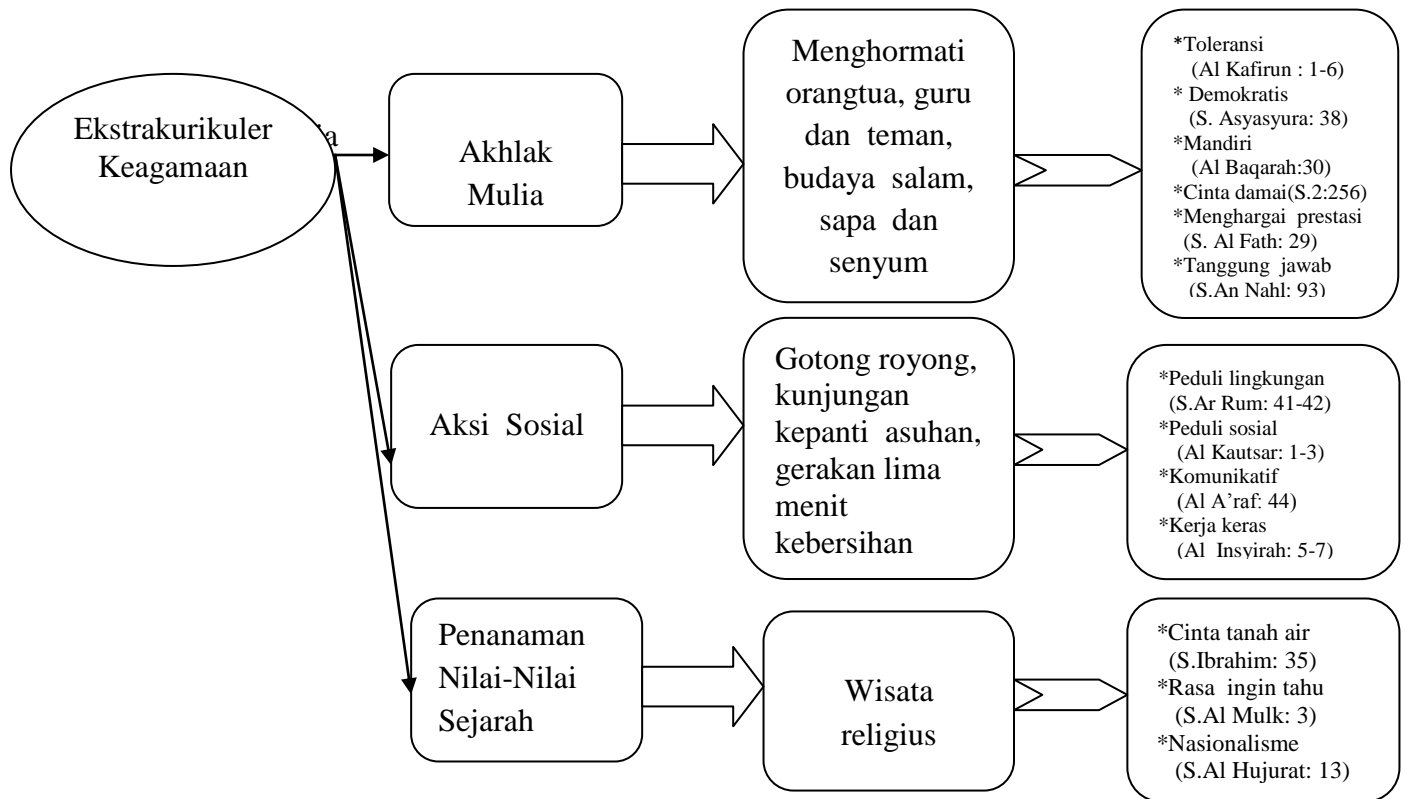 Ekstrakurikuler
Keagamaan
Akhlak
Mulia
Menghormati
orangtua, guru
dan teman,
budaya salam,
sapa dan
senyum
*Toleransi
(Al Kafirun : 1-6)
* Demokratis
(S. Asyasyura: 38)
*Mandiri
(Al Baqarah:30)
*Cinta damai(S.2:256)
*Menghargai prestasi
(S. Al Fath: 29)
*Tanggung jawab
(S.An Nahl: 93)
Aksi Sosial
Gotong royong,
kunjungan
kepanti asuhan,
gerakan lima
menit
kebersihan
*Peduli lingkungan
(S.Ar Rum: 41-42)
*Peduli sosial
(Al Kautsar: 1-3)
*Komunikatif
(Al A'raf: 44)
*Kerja keras
(Al Insyirah: 5-7)
Penanaman
Nilai-Nilai
Sejarah
Wisata
religius
*Cinta tanah air
(S.Ibrahim: 35)
*Rasa ingin tahu
(S.Al Mulk: 3)
*Nasionalisme
(S.Al Hujurat: 13)